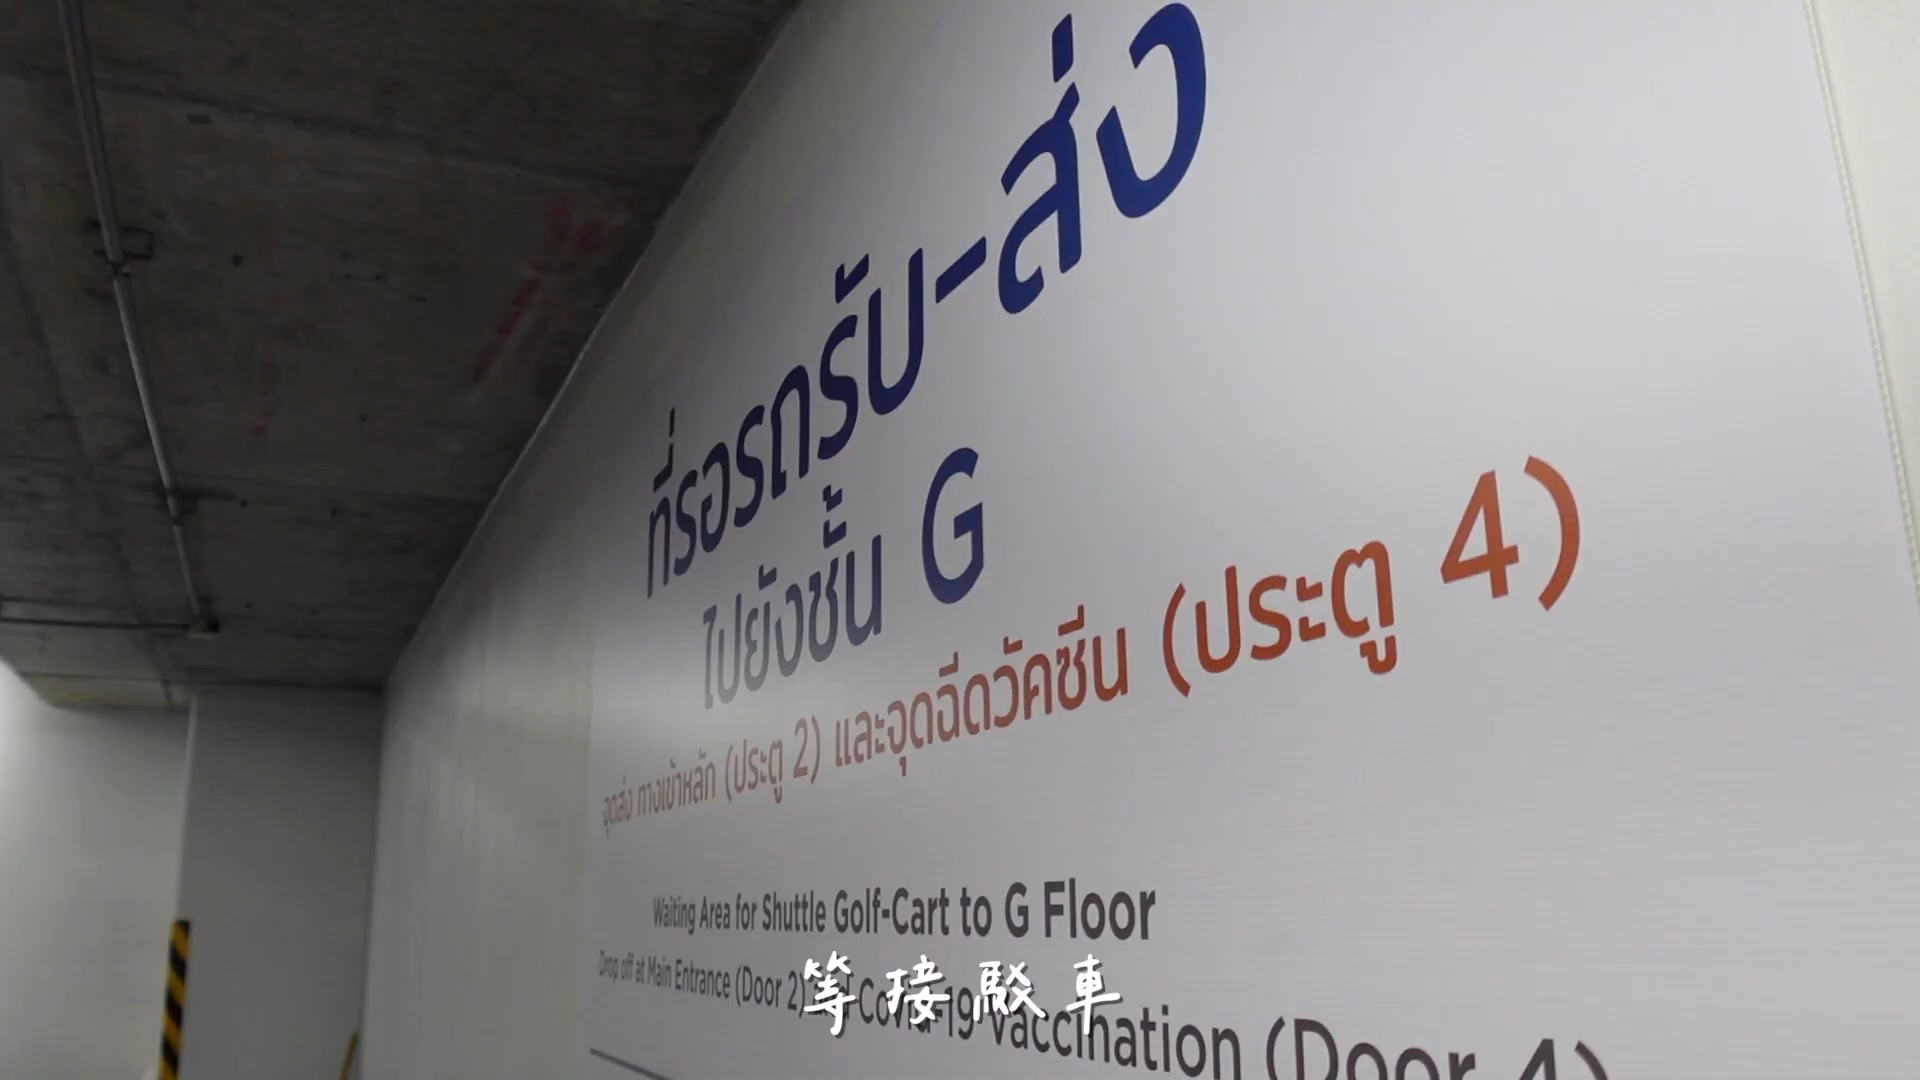 ที่รอรถรับ-ส่ง
ไปยังชั้น G
จุดส่ง ทางเข้าหลัก (ประตู 2) และจุดฉีดวัคซีน (ประตู 4)
Waiting Area for Shuttle Golf-Cart to G Floor
Drop off at Main Entrance (Door 2) and Covid-19 Vaccination (Door 4)
等接駁車